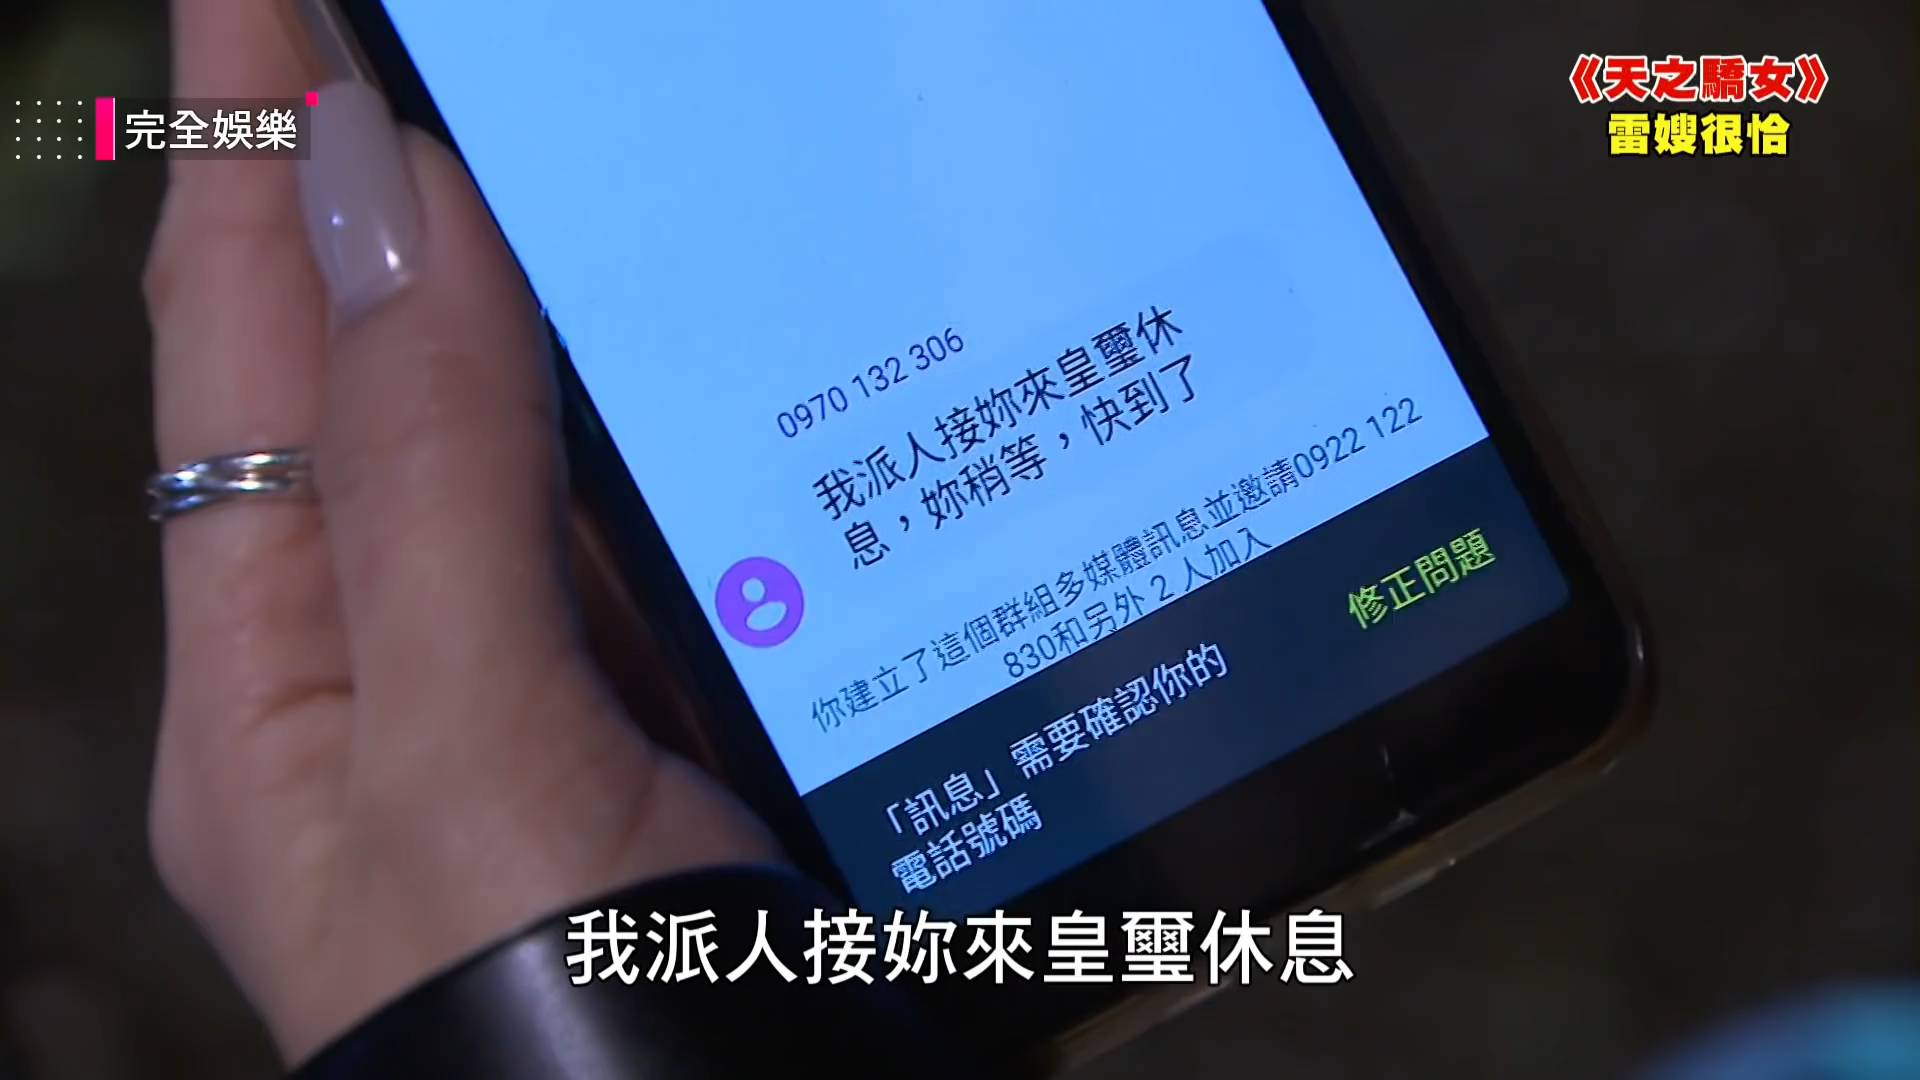 完全娛樂
《天之驕女》
雷嫂很恰
0970 132 306
我派人接妳來皇璽休
息，妳稍等，快到了
你建立了這個群組多媒體訊息並邀請0922 122
830和另外 2 人加入
「訊息」需要確認你的
電話號碼
修正問題
我派人接妳來皇璽休息